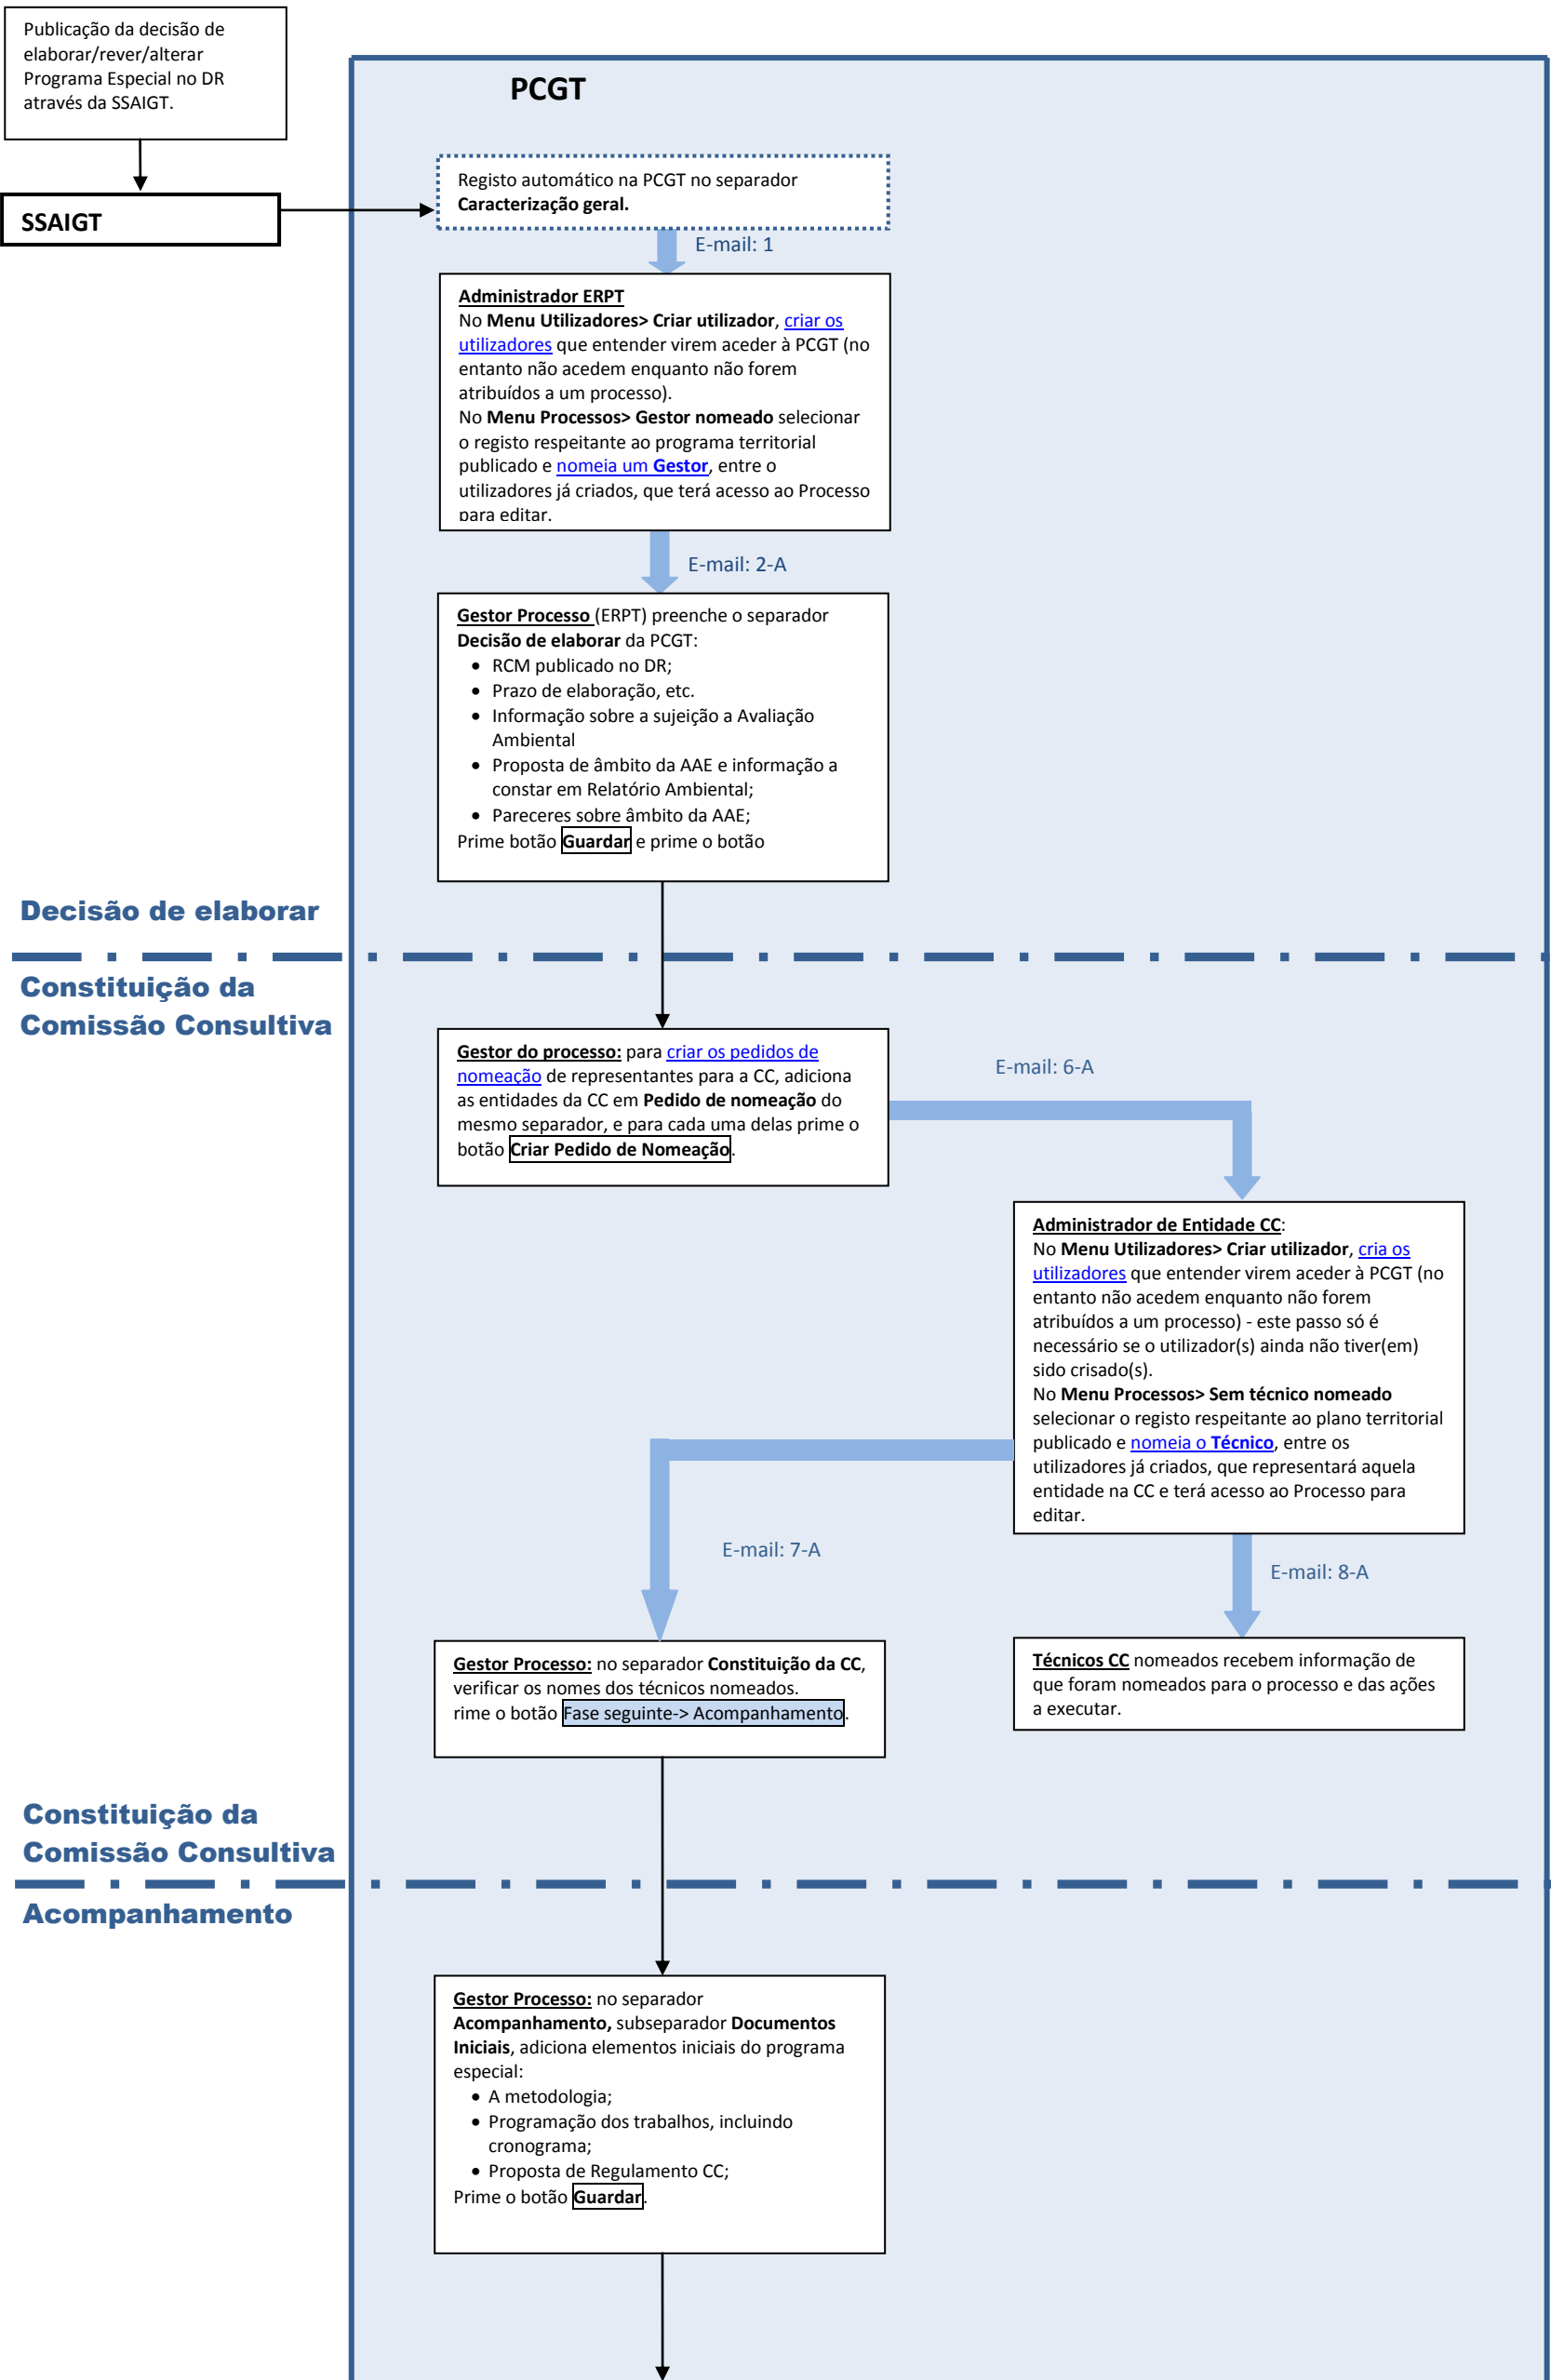 Publicação da decisão de
elaborar/rever/alterar
Programa Especial no DR
através da SSAIGT.
PCGT
SSAIGT
Registo automático na PCGT no separador
Caracterização geral.
E-mail: 1
Administrador ERPT
No Menu Utilizadores> Criar utilizador, criar os
utilizadores que entender virem aceder à PCGT (no
entanto não acedem enquanto não forem
atribuídos a um processo).
No Menu Processos> Gestor nomeado selecionar
o registo respeitante ao programa territorial
publicado e nomeia um Gestor, entre o
utilizadores já criados, que terá acesso ao Processo
para editar.
E-mail: 2-A
Gestor Processo (ERPT) preenche o separador
Decisão de elaborar da PCGT:
• RCM publicado no DR;
• Prazo de elaboração, etc.
• Informação sobre a sujeição a Avaliação
Ambiental
• Proposta de âmbito da AAE e informação a
constar em Relatório Ambiental;
• Pareceres sobre âmbito da AAE;
Prime botão Guardar e prime o botão
Decisão de elaborar
Constituição da
Comissão Consultiva
Gestor do processo: para criar os pedidos de
nomeação de representantes para a CC, adiciona
as entidades da CC em Pedido de nomeação do
mesmo separador, e para cada uma delas prime o
botão Criar Pedido de Nomeação.
E-mail: 6-A
Administrador de Entidade CC:
No Menu Utilizadores> Criar utilizador, cria os
utilizadores que entender virem aceder à PCGT (no
entanto não acedem enquanto não forem
atribuídos a um processo) - este passo só é
necessário se o utilizador(s) ainda não tiver(em)
sido crisado(s).
No Menu Processos> Sem técnico nomeado
selecionar o registo respeitante ao plano territorial
publicado e nomeia o Técnico, entre os
utilizadores já criados, que representará aquela
entidade na CC e terá acesso ao Processo para
editar.
E-mail: 7-A
E-mail: 8-A
Gestor Processo: no separador Constituição da CC,
verificar os nomes dos técnicos nomeados.
rime o botão Fase seguinte-> Acompanhamento.
Técnicos CC nomeados recebem informação de
que foram nomeados para o processo e das ações
a executar.
Constituição da
Comissão Consultiva
Acompanhamento
Gestor Processo: no separador
Acompanhamento, subseparador Documentos
Iniciais, adiciona elementos iniciais do programa
especial:
• A metodologia;
• Programação dos trabalhos, incluindo
cronograma;
• Proposta de Regulamento CC;
Prime o botão Guardar.